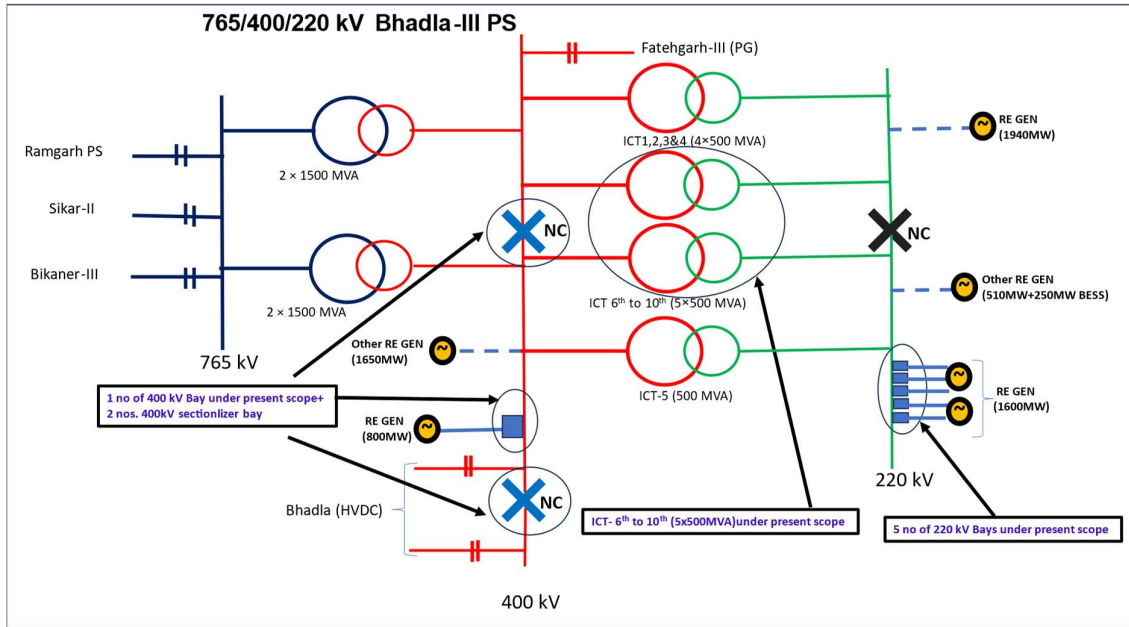 765/400/220 kV Bhadla-III PS
Fatehgarh-III (PG)
ICT1,2,3&4 (4×500 MVA)
RE GEN
(1940MW)
Ramgarh PS
2 × 1500 MVA
Sikar-II
NC
NC
Bikaner-III
2 × 1500 MVA
ICT 6th to 10th (5×500 MVA)
Other RE GEN
(510MW+250MW BESS)
Other RE GEN
(1650MW)
765 kV
ICT-5 (500 MVA)
1 no of 400 kV Bay under present scope+
2 nos. 400kV sectionlizer bay
RE GEN
(1600MW)
RE GEN
(800MW)
220 kV
Bhadla (HVDC)
NC
ICT- 6th to 10th (5x500MVA)under present scope
5 no of 220 kV Bays under present scope
400 kV